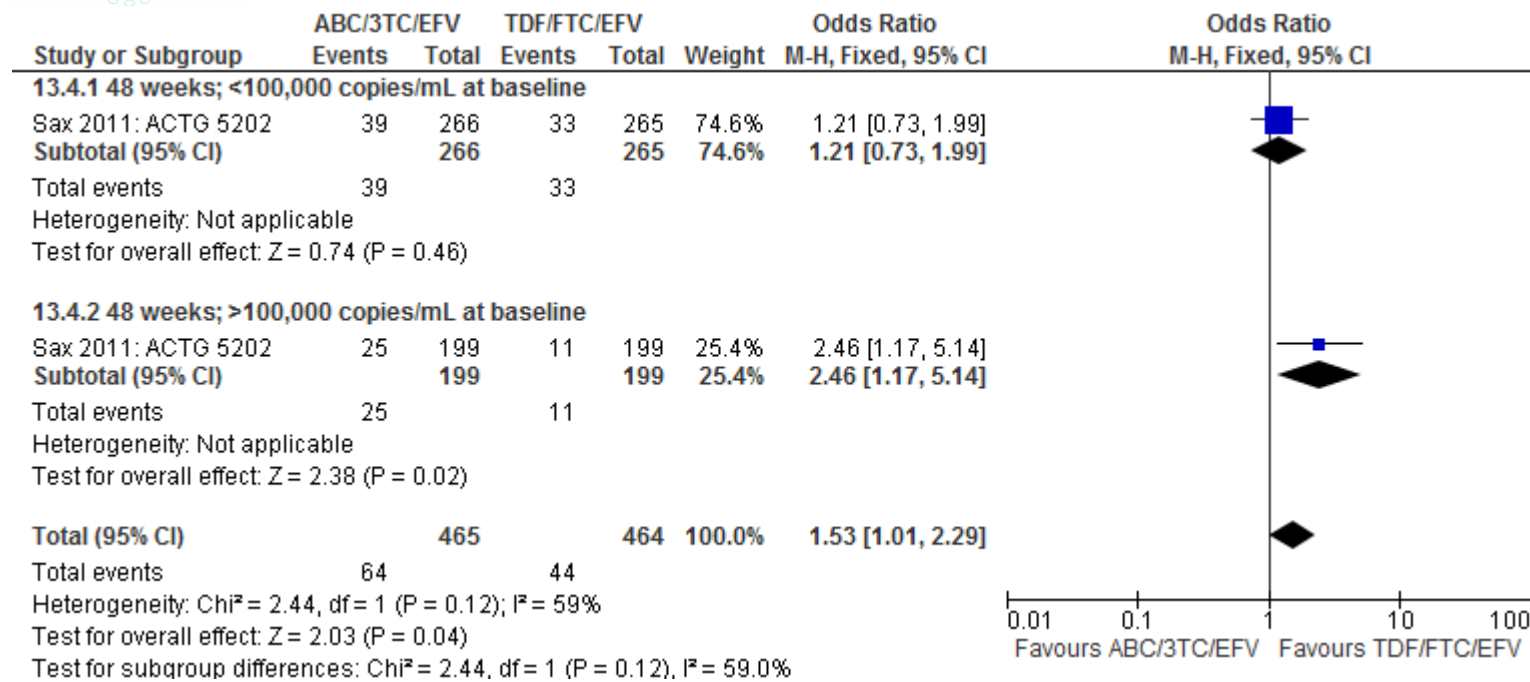 ABC/3TC/EFV TDF/FTC/EFV Odds Ratio Odds Ratio
Study or Subgroup Events Total Events Total Weight M-H, Fixed, 95% CI M-H, Fixed, 95% CI
13.4.1 48 weeks; <100,000 copies/mL at baseline
Sax 2011: ACTG 5202 39 266 33 265 74.6% 1.21 [0.73, 1.99]
Subtotal (95% CI) 266 265 74.6% 1.21 [0.73, 1.99]
Total events 39 33
Heterogeneity: Not applicable
Test for overall effect: Z = 0.74 (P = 0.46)
13.4.2 48 weeks; >100,000 copies/mL at baseline
Sax 2011: ACTG 5202 25 199 11 199 25.4% 2.46 [1.17, 5.14]
Subtotal (95% CI) 199 199 25.4% 2.46 [1.17, 5.14]
Total events 25 11
Heterogeneity: Not applicable
Test for overall effect: Z = 2.38 (P = 0.02)
Total (95% CI) 465 464 100.0% 1.53 [1.01, 2.29]
Total events 64 44
Heterogeneity: Chi² = 2.44, df = 1 (P = 0.12); I² = 59%
Test for overall effect: Z = 2.03 (P = 0.04)
Test for subgroup differences: Chi² = 2.44, df = 1 (P = 0.12), I² = 59.0%
0.01 0.1 1 10 100
Favours ABC/3TC/EFV Favours TDF/FTC/EFV